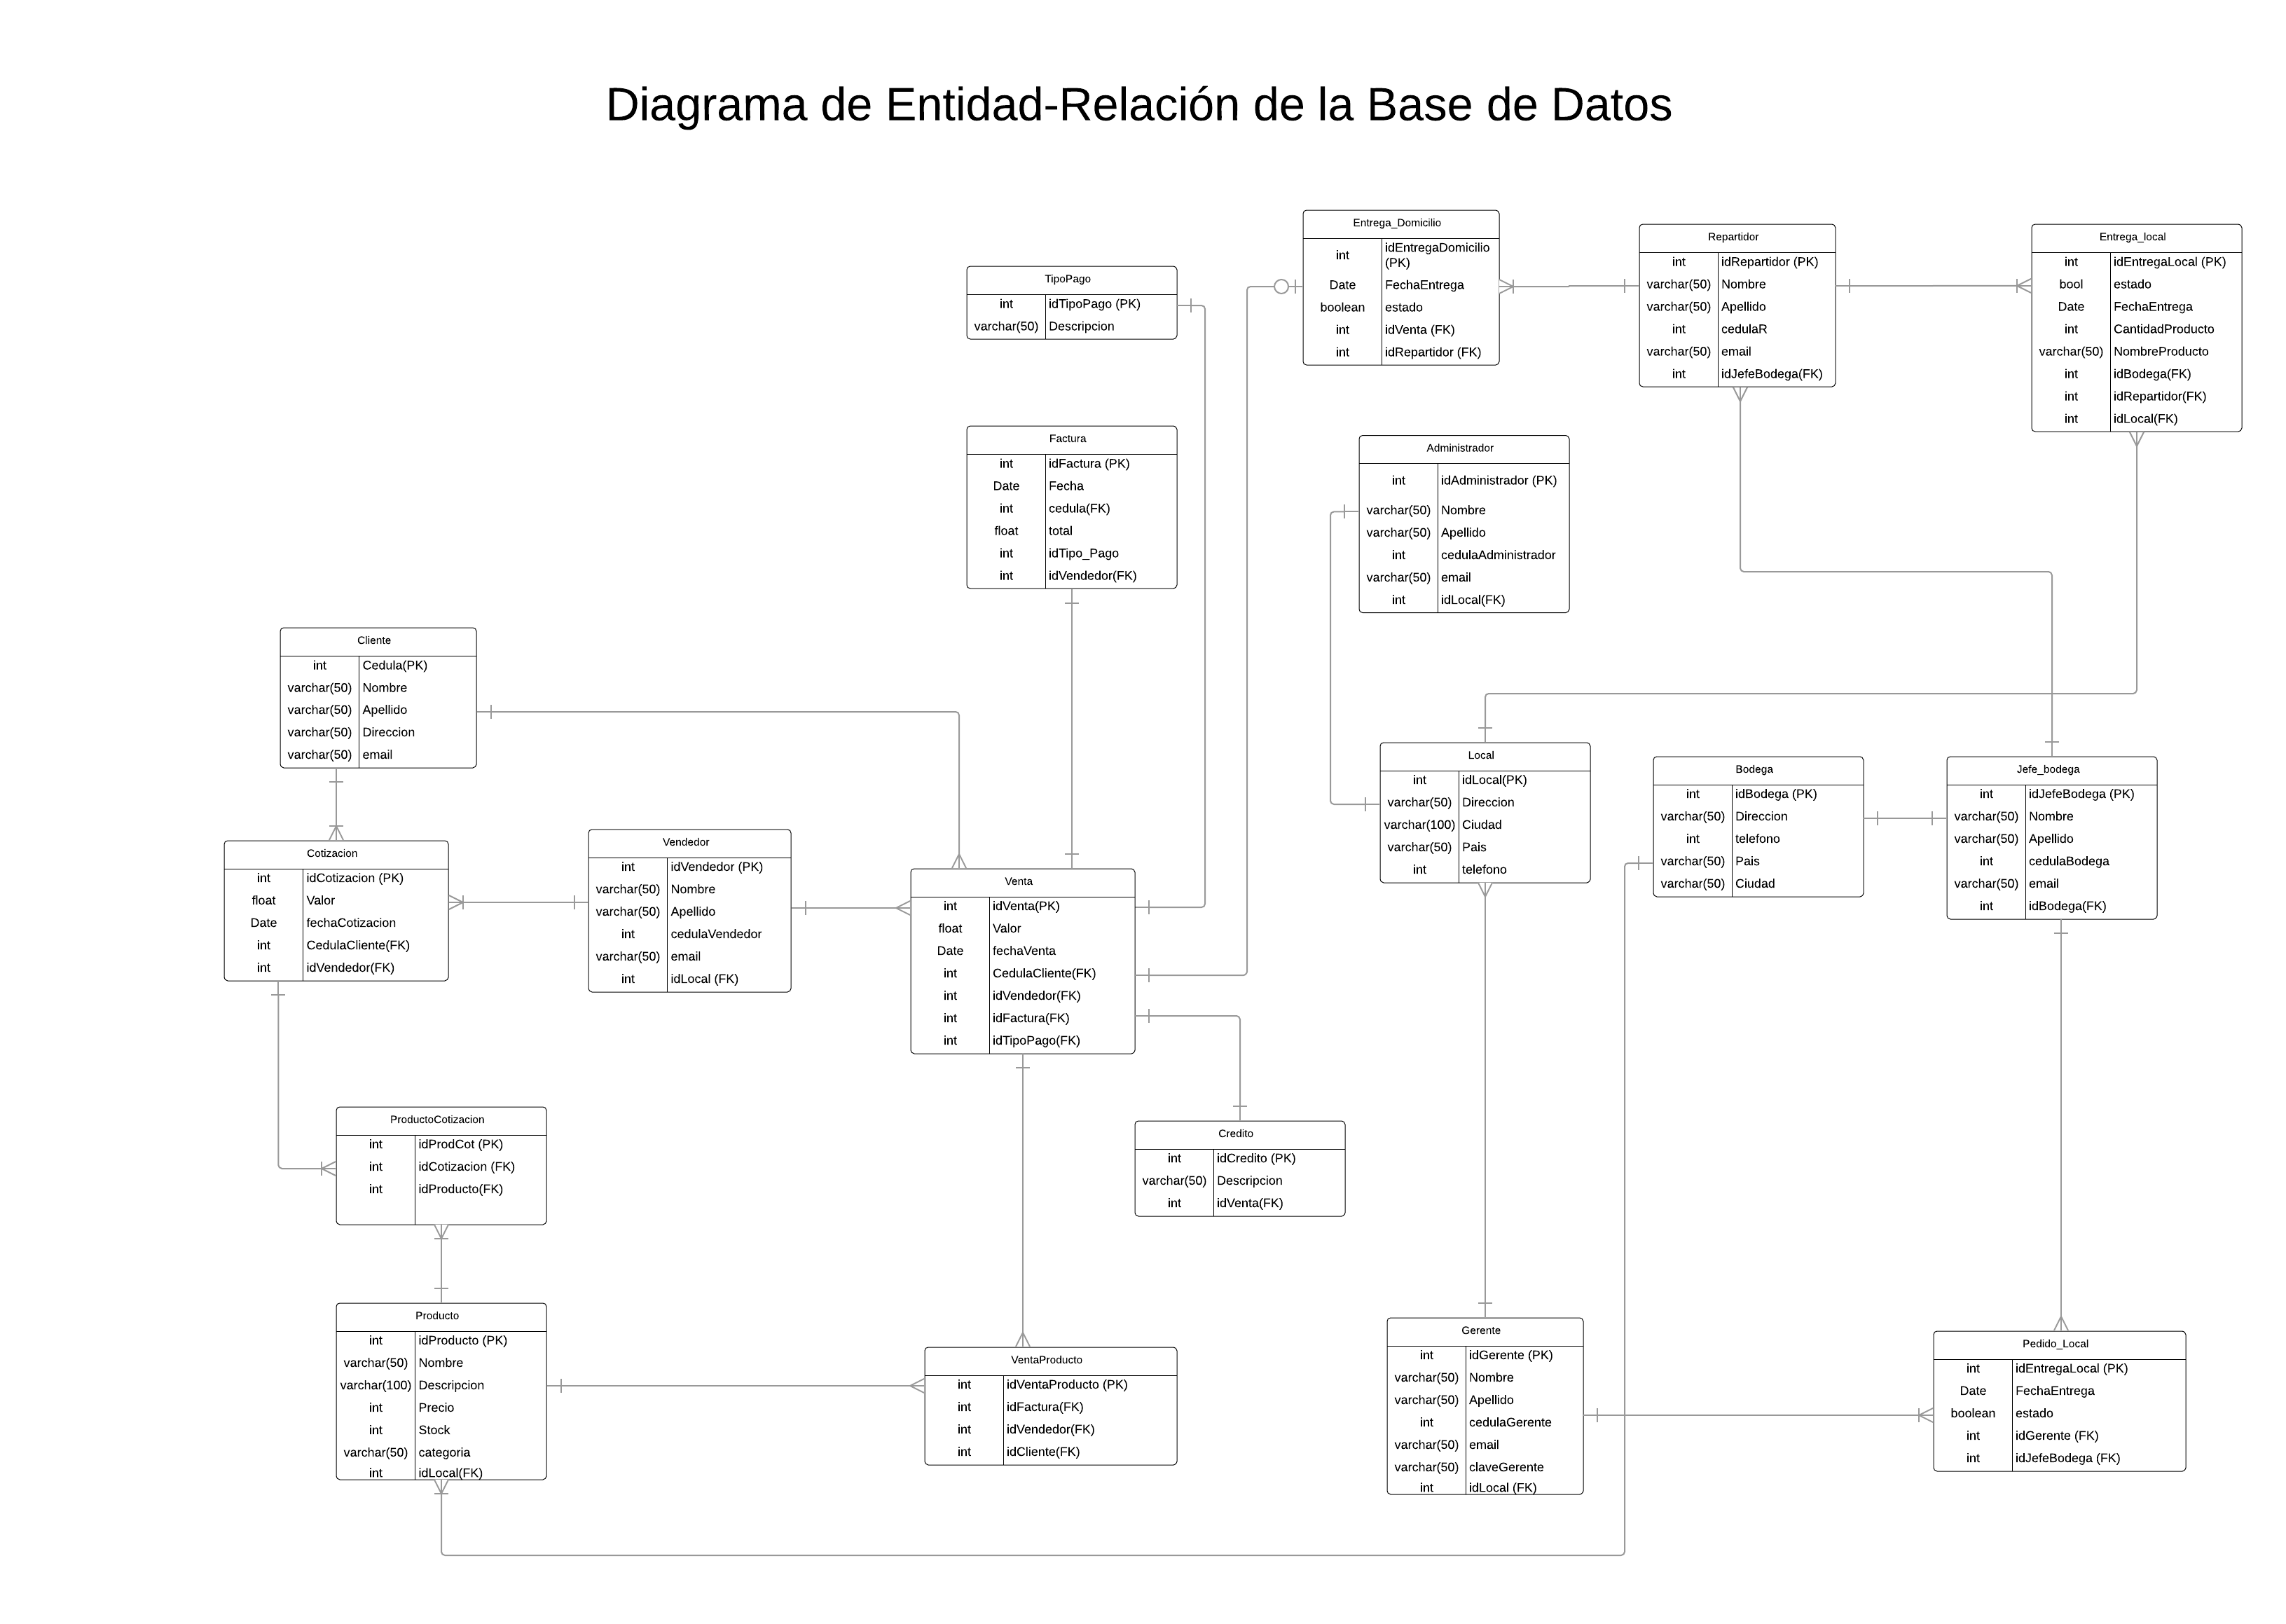 Diagrama de Entidad-Relación de la Base de Datos
Entrega_Domicilio
int idEntregaDomicilio
(PK)
Date FechaEntrega
boolean estado
int idVenta (FK)
int idRepartidor (FK)
Repartidor
int idRepartidor (PK)
varchar(50) Nombre
varchar(50) Apellido
int cedulaR
varchar(50) email
int idJefeBodega(FK)
Entrega_local
int idEntregaLocal (PK)
bool estado
Date FechaEntrega
int CantidadProducto
varchar(50) NombreProducto
int idBodega(FK)
int idRepartidor(FK)
int idLocal(FK)
TipoPago
int idTipoPago (PK)
varchar(50) Descripcion
Factura
int idFactura (PK)
Date Fecha
int cedula(FK)
float total
int idTipo_Pago
int idVendedor(FK)
Administrador
int idAdministrador (PK)
varchar(50) Nombre
varchar(50) Apellido
int cedulaAdministrador
varchar(50) email
int idLocal(FK)
Cliente
int Cedula(PK)
varchar(50) Nombre
varchar(50) Apellido
varchar(50) Direccion
varchar(50) email
Local
int idLocal(PK)
varchar(50) Direccion
varchar(100) Ciudad
varchar(50) Pais
int telefono
Bodega
int idBodega (PK)
varchar(50) Direccion
int telefono
varchar(50) Pais
varchar(50) Ciudad
Jefe_bodega
int idJefeBodega (PK)
varchar(50) Nombre
varchar(50) Apellido
int cedulaBodega
varchar(50) email
int idBodega(FK)
Cotizacion
int idCotizacion (PK)
float Valor
Date fechaCotizacion
int CedulaCliente(FK)
int idVendedor(FK)
Vendedor
int idVendedor (PK)
varchar(50) Nombre
varchar(50) Apellido
int cedulaVendedor
varchar(50) email
int idLocal (FK)
Venta
int idVenta(PK)
float Valor
Date fechaVenta
int CedulaCliente(FK)
int idVendedor(FK)
int idFactura(FK)
int idTipoPago(FK)
ProductoCotizacion
int idProdCot (PK)
int idCotizacion (FK)
int idProducto(FK)
Credito
int idCredito (PK)
varchar(50) Descripcion
int idVenta(FK)
Producto
int idProducto (PK)
varchar(50) Nombre
varchar(100) Descripcion
int Precio
int Stock
varchar(50) categoria
int idLocal(FK)
VentaProducto
int idVentaProducto (PK)
int idFactura(FK)
int idVendedor(FK)
int idCliente(FK)
Gerente
int idGerente (PK)
varchar(50) Nombre
varchar(50) Apellido
int cedulaGerente
varchar(50) email
varchar(50) claveGerente
int idLocal (FK)
Pedido_Local
int idEntregaLocal (PK)
Date FechaEntrega
boolean estado
int idGerente (FK)
int idJefeBodega (FK)